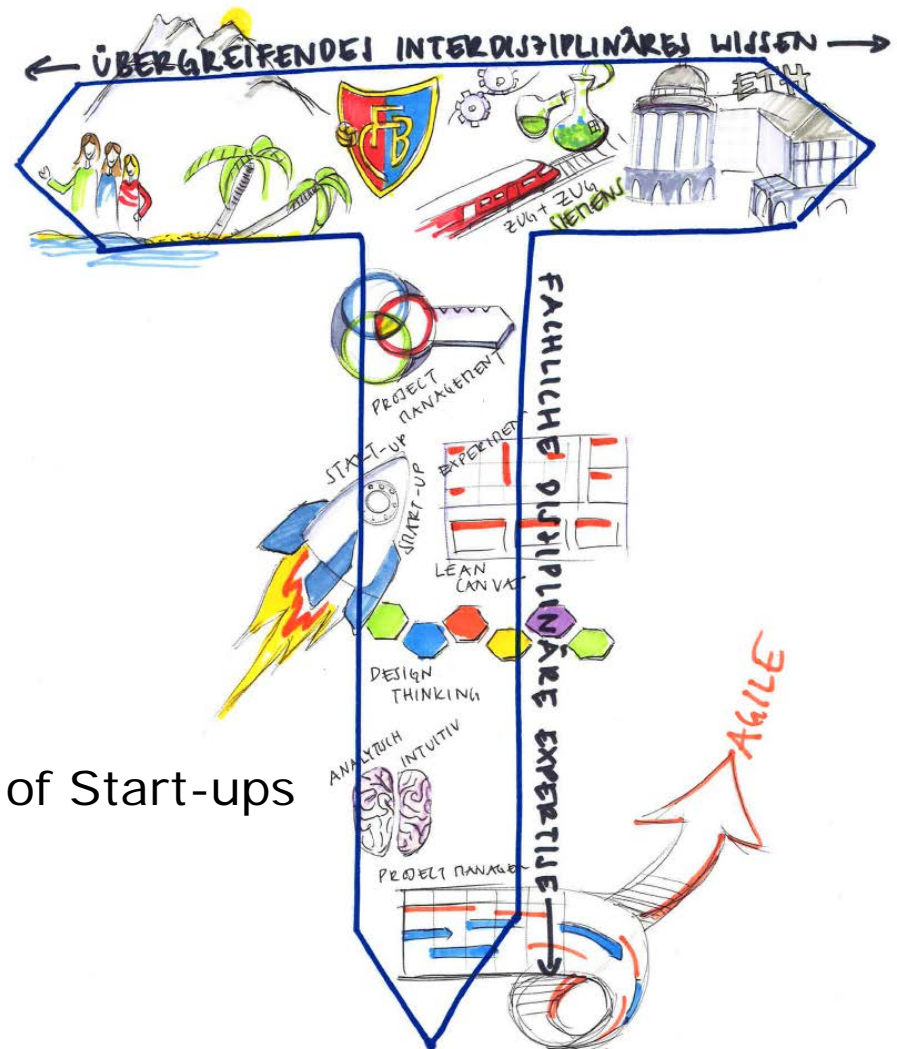 ← ÜBERGREIFENDES INTERDISZIPLINÄRES WISSEN →
ETH
FCB
ZUG + ZUG
SIEMENS
FACHLICHE DISZIPLINÄRE EXPERTISE →
PROJECT
MANAGEMENT
START-UP
START-UP
EXPERIMENT
LEAN
CANVAS
DESIGN
THINKING
AGILE
ANALYTISCH
INTUITIV
of Start-ups
PROJECT MANAGER